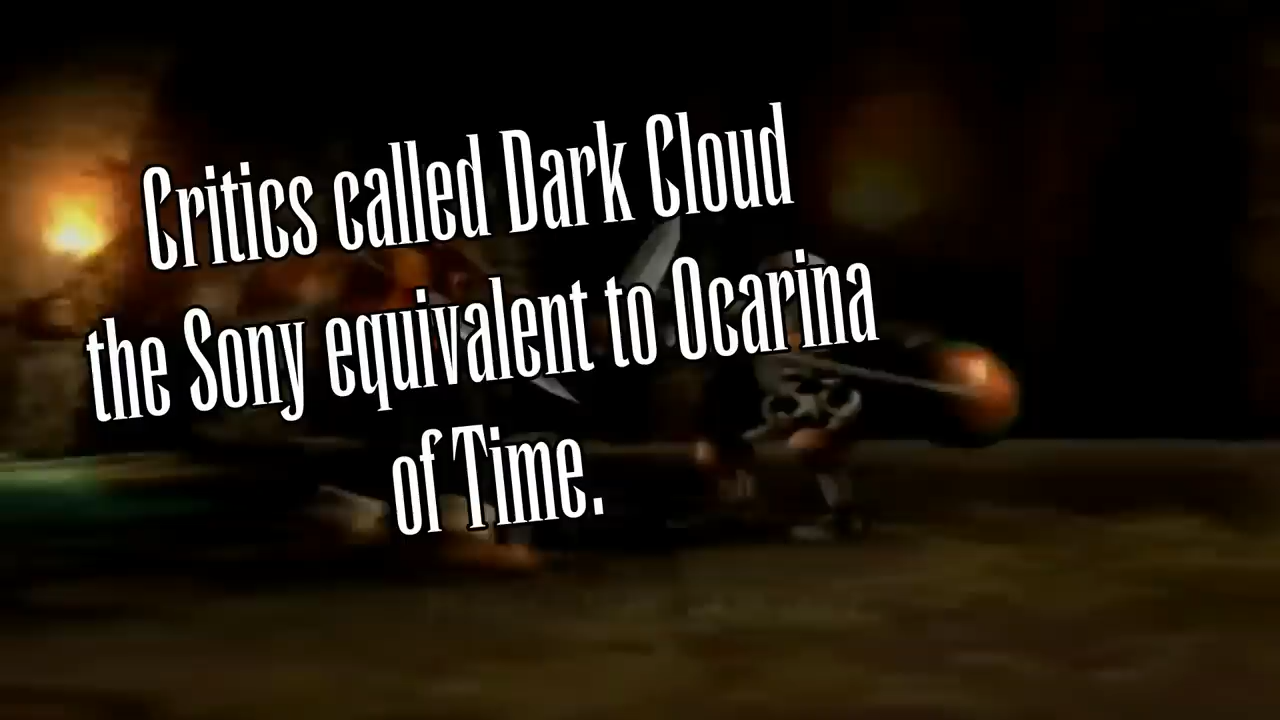 Critics called Dark Cloud
the Sony equivalent to Ocarina
of Time.